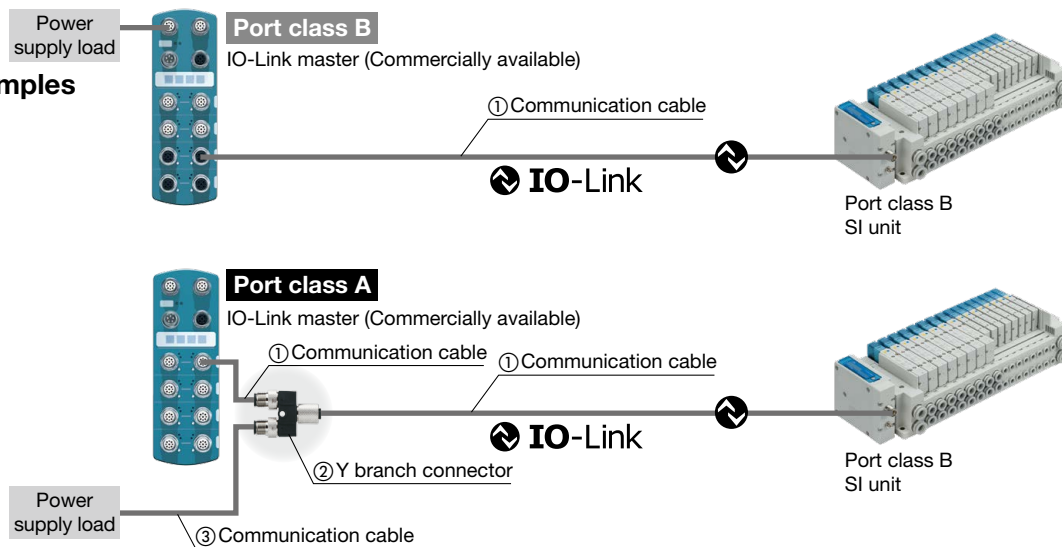 Power
supply load
mples
Port class B
IO-Link master (Commercially available)
①Communication cable
IO-Link
Port class B
SI unit
Port class A
IO-Link master (Commercially available)
①Communication cable
①Communication cable
IO-Link
②Y branch connector
Port class B
SI unit
Power
supply load
③Communication cable